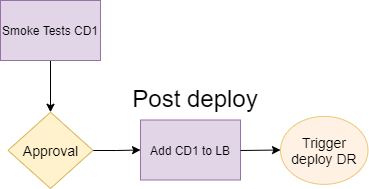 Smoke Tests CD1
Post deploy
Approval
Add CD1 to LB
Trigger
deploy DR